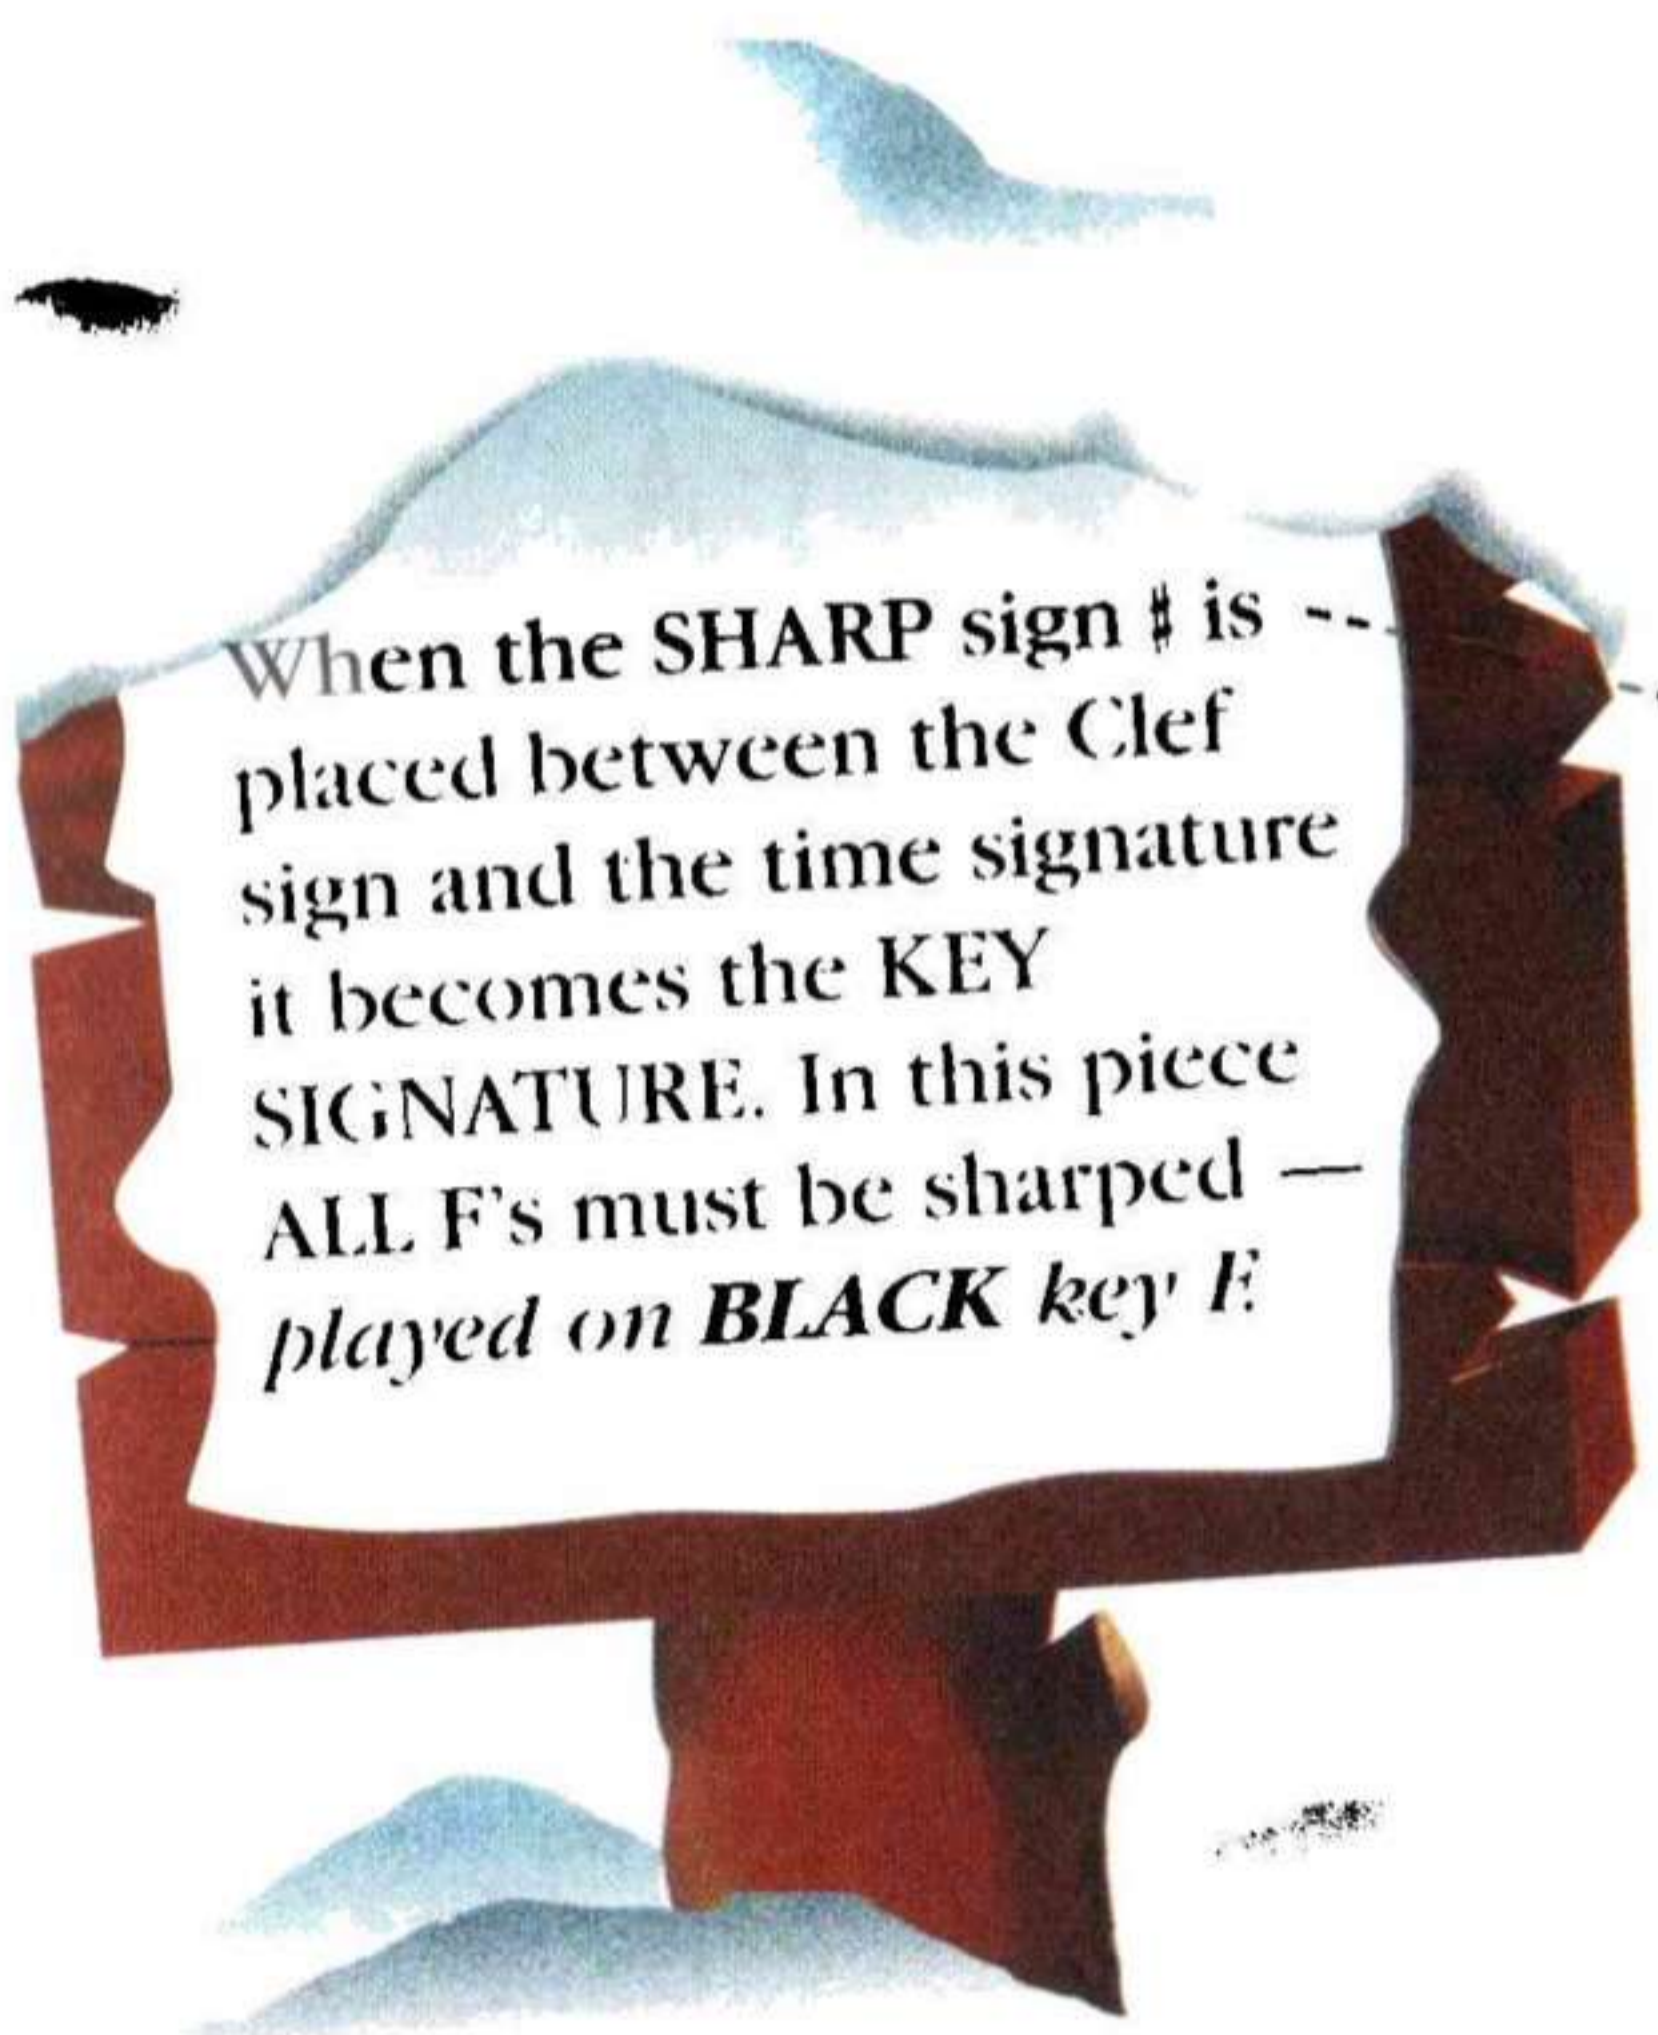 When the SHARP sign ♯ is
placed between the Clef
sign and the time signature
it becomes the KEY
SIGNATURE. In this piece
ALL F's must be sharped —
played on BLACK key F.